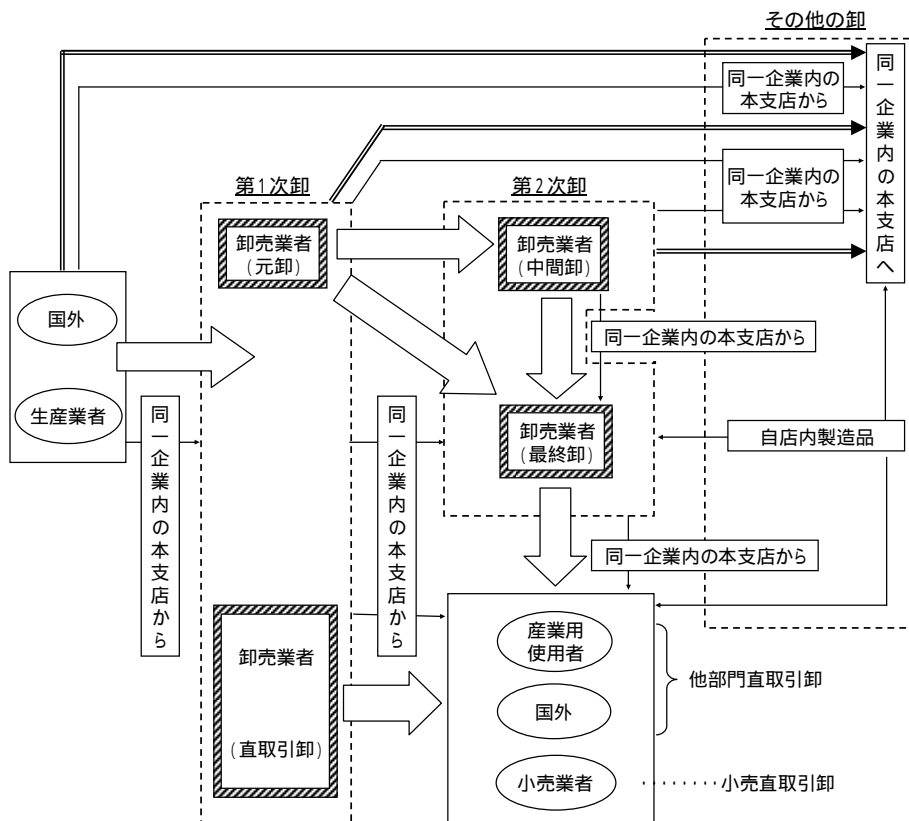 その他の卸
同一企業内の本支店へ
同一企業内の
本支店から
同一企業内の
本支店から
第1次卸
第2次卸
卸売業者
(元卸)
卸売業者
(中間卸)
国外
生産業者
同一企業内の本支店から
同一企業内の本支店から
同一企業内の本支店から
卸売業者
(最終卸)
自店内製造品
同一企業内の本支店から
卸売業者
(直取引卸)
産業用
使用者
国外
小売業者
他部門直取引卸
小売直取引卸